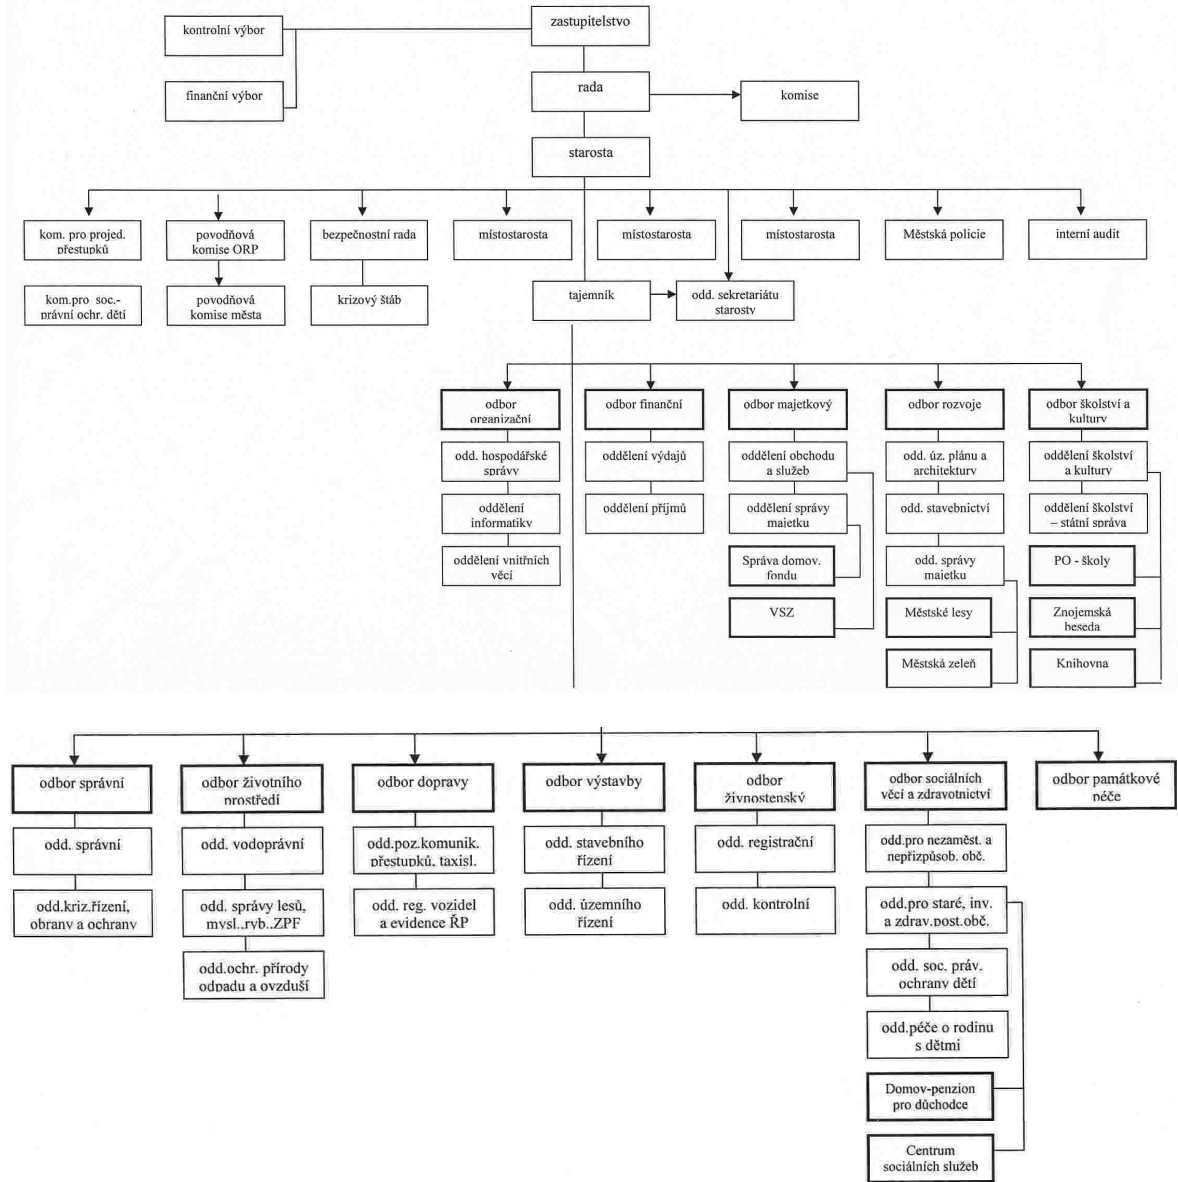 zastupitelstvo
kontrolní výbor
finanční výbor
rada
komise
starosta
kom. pro projed.
přestupků
povodňová
komise ORP
bezpečnostní rada
místostarosta
místostarosta
místostarosta
Městská policie
interní audit
kom.pro soc.-
právní ochr. dětí
povodňová
komise města
krizový štáb
tajemník
odd. sekretariátu
starosty
odbor
organizační
odbor finanční
odbor majetkový
odbor rozvoje
odbor školství a
kultury
odd. hospodářské
správy
oddělení výdajů
oddělení obchodu
a služeb
odd. úz. plánu a
architektury
oddělení školství
a kultury
oddělení
informatiky
oddělení příjmů
oddělení správy
majetku
odd. stavebnictví
oddělení školství
– státní správa
oddělení vnitřních
věcí
Správa domov.
fondu
odd. správy
majetku
PO - školy
VSZ
Městské lesy
Znojemská
beseda
Městská zeleň
Knihovna
odbor správní
odbor životního
prostředí
odbor dopravy
odbor výstavby
odbor
živnostenský
odbor sociálních
věcí a zdravotnictví
odbor památkové
péče
odd. správní
odd. vodoprávní
odd.poz.komunik.
přestupků, taxisl.
odd. stavebního
řízení
odd. registrační
odd.pro nezaměst. a
nepřizpůsob. obč.
odd.kriz.řízení,
obrany a ochrany
odd. správy lesů,
mysl.,ryb.,ZPF
odd. reg. vozidel
a evidence ŘP
odd. územního
řízení
odd. kontrolní
odd.pro staré, inv.
a zdrav.post.obč.
odd.ochr. přírody
odpadu a ovzduší
odd. soc. práv.
ochrany dětí
odd.péče o rodinu
s dětmi
Domov-penzion
pro důchodce
Centrum
sociálních služeb